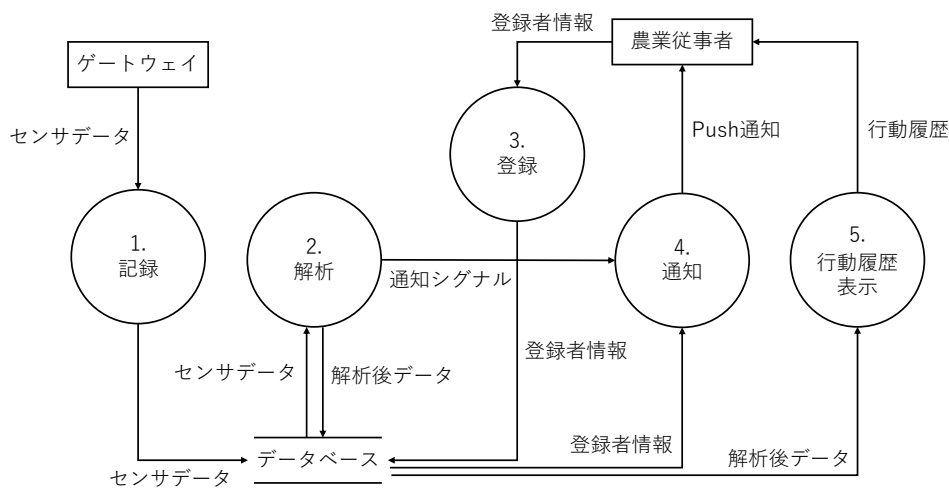 登録者情報
農業従事者
ゲートウェイ
センサデータ
3.
登録
Push通知
行動履歴
1.
記録
2.
解析
通知シグナル
4.
通知
5.
行動履歴
表示
センサデータ
解析後データ
登録者情報
データベース
登録者情報
解析後データ
センサデータ